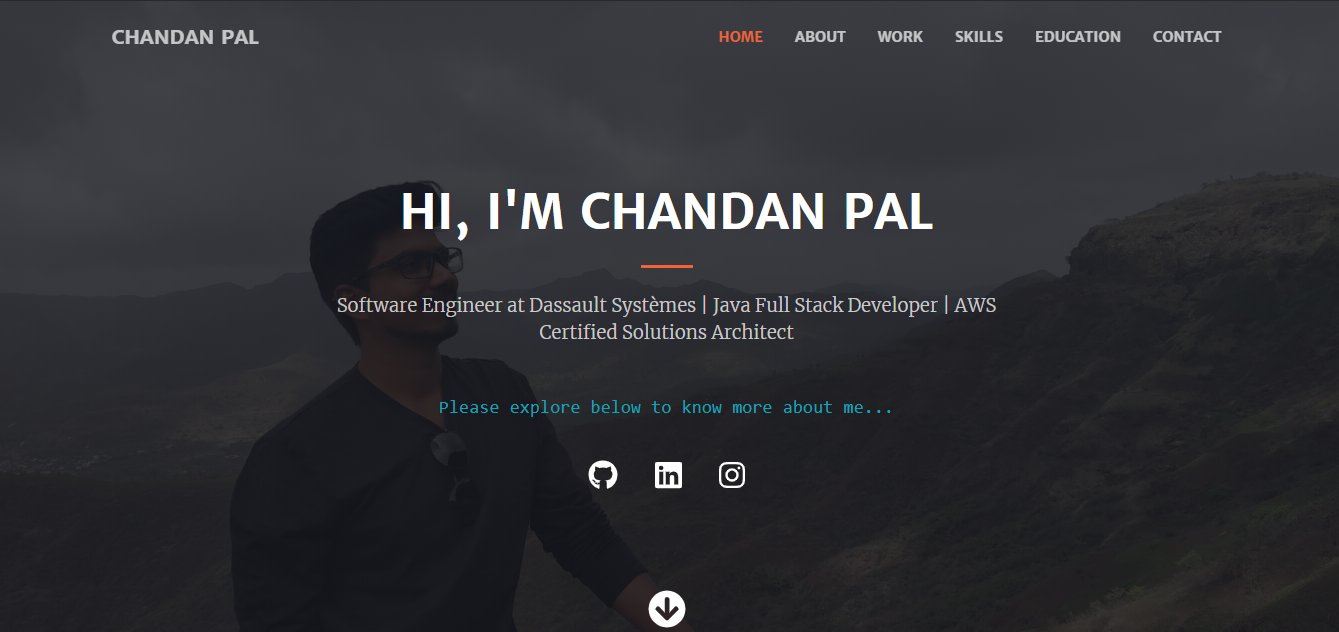 CHANDAN PAL
HOME ABOUT WORK SKILLS EDUCATION CONTACT
HI, I'M CHANDAN PAL
Software Engineer at Dassault Systèmes | Java Full Stack Developer | AWS
Certified Solutions Architect
Please explore below to know more about me...
in